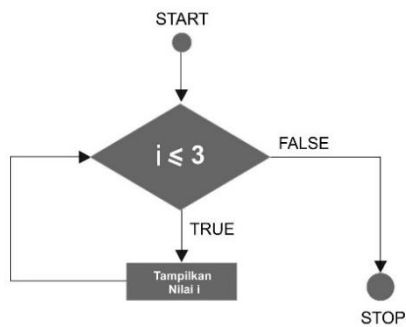 START
i ≤ 3
FALSE
TRUE
Tampilkan
Nilai i
STOP